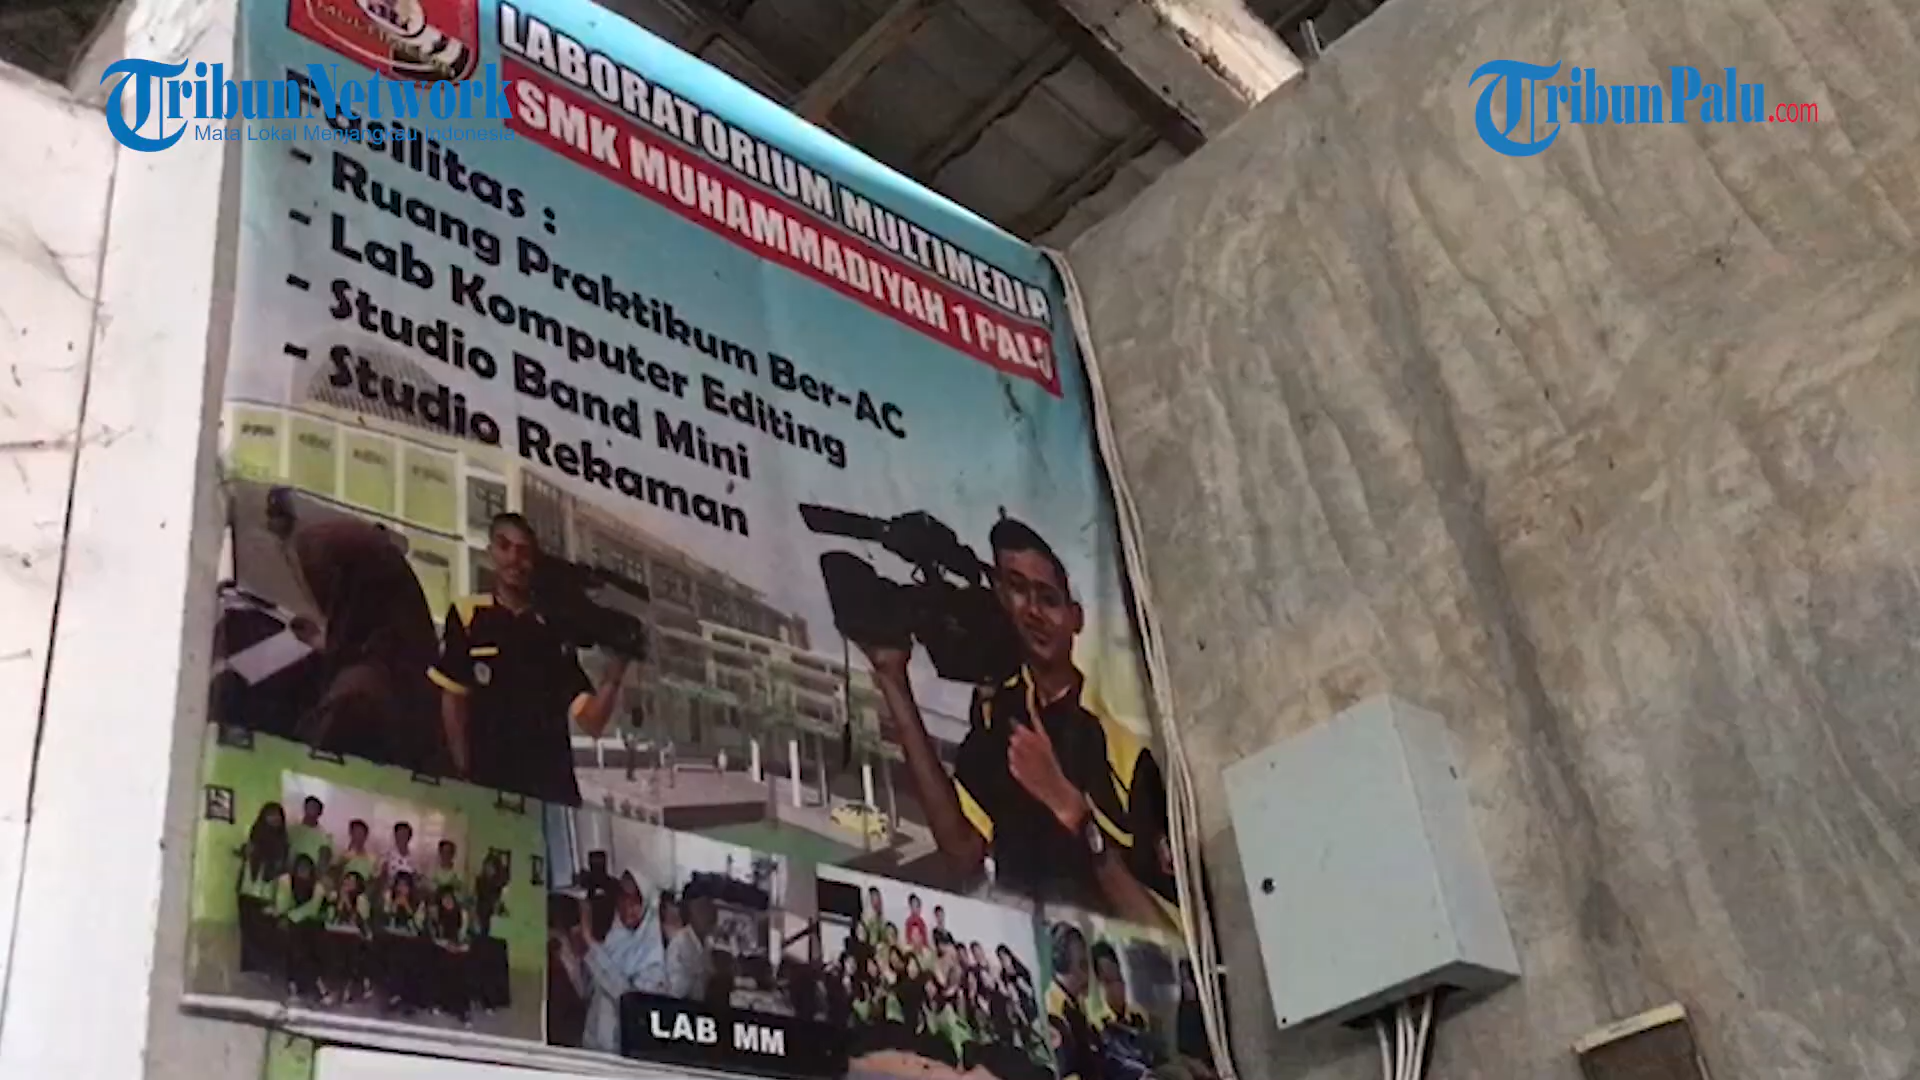 TribunNetwork
Mata Lokal Menjangkau Indonesia
TribunPalu.com
LABORATORIUM MULTIMEDIA
SMK MUHAMMADIYAH 1 PALU
Fasilitas :
- Ruang Praktikum Ber-AC
- Lab Komputer Editing
- Studio Band Mini
- Studio Rekaman
LAB MM